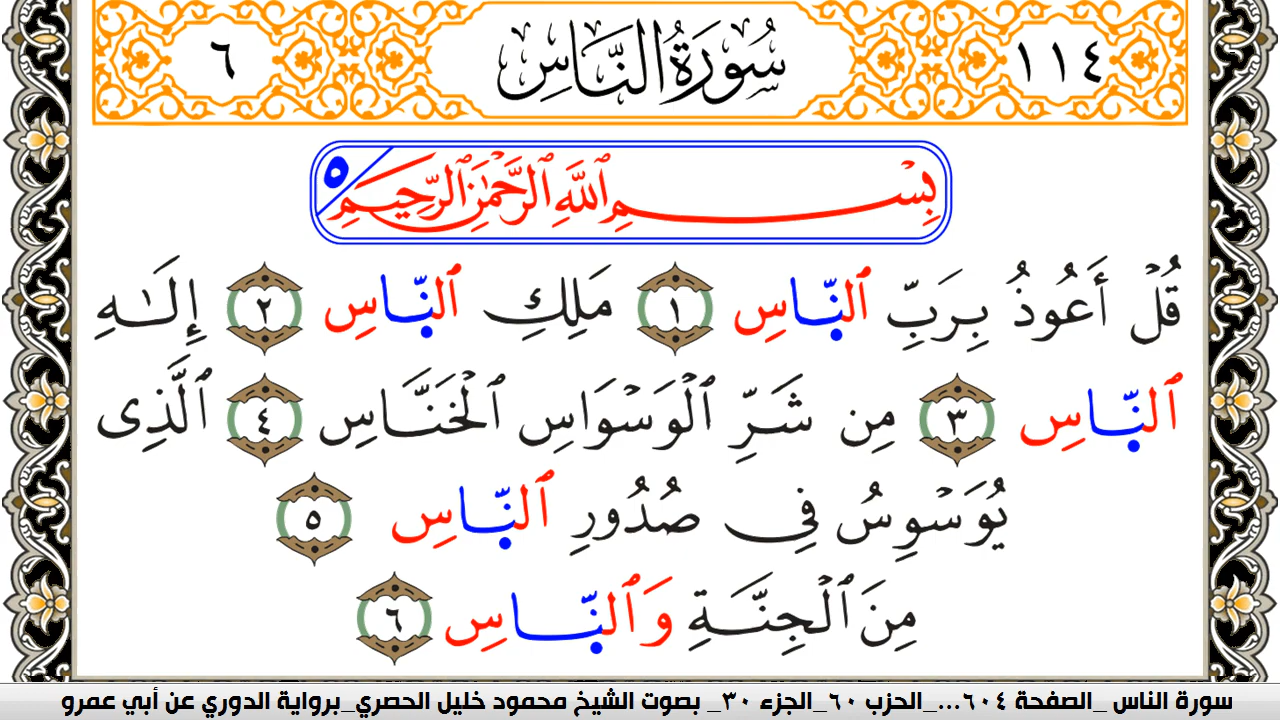 ١١٤ سُورَةُ النَّاسِ ٦
بِسْمِ ٱللَّهِ ٱلرَّحْمَٰنِ ٱلرَّحِيمِ ٥
قُلْ أَعُوذُ بِرَبِّ ٱلنَّاسِ ١ مَلِكِ ٱلنَّاسِ ٢ إِلَٰهِ
ٱلنَّاسِ ٣ مِن شَرِّ ٱلْوَسْوَاسِ ٱلْخَنَّاسِ ٤ ٱلَّذِى
يُوَسْوِسُ فِى صُدُورِ ٱلنَّاسِ ٥
مِنَ ٱلْجِنَّةِ وَٱلنَّاسِ ٦
سورة الناس _الصفحة ٦٠٤..._الحزب ٦٠_الجزء ٣٠_ بصوت الشيخ محمود خليل الحصري_برواية الدوري عن أبي عمرو